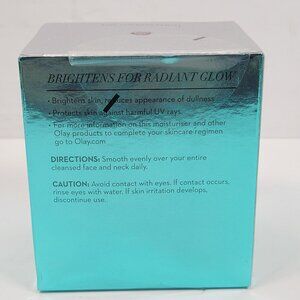 BRIGHTENS FOR RADIANT GLOW
• Brightens skin, reduces appearance of dullness
• Protects skin against harmful UV rays
• For more information on this moisturiser and other
Olay products to complete your skincare regimen
go to Olay.com
DIRECTIONS: Smooth evenly over your entire
cleansed face and neck daily.
CAUTION: Avoid contact with eyes. If contact occurs,
rinse eyes with water. If skin irritation develops,
discontinue use.